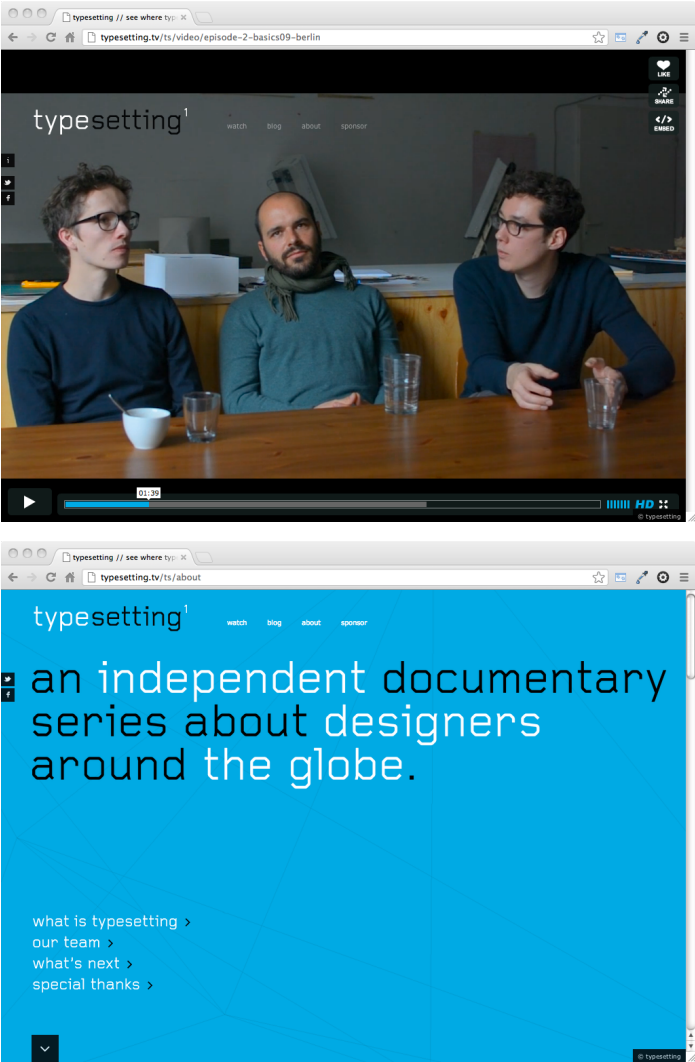 typesetting // see where typ
typesetting.tv/ts/video/episode-2-basics09-berlin
LIKE
SHARE
</>
EMBED
typesetting1
watch blog about sponsor
i
f
01:39
HD
© typesetting
typesetting // see where typ
typesetting.tv/ts/about
typesetting1
watch blog about sponsor
f
an independent documentary
series about designers
around the globe.
what is typesetting >
our team >
what's next >
special thanks >
© typesetting